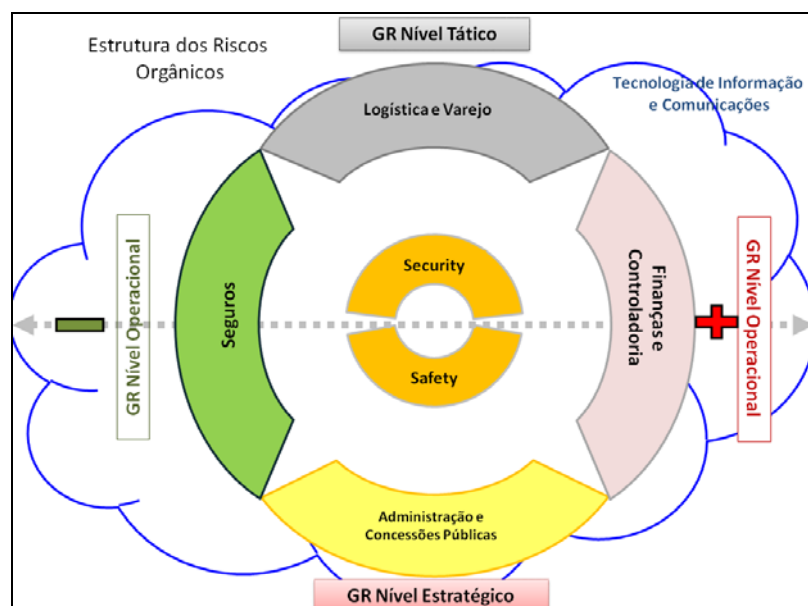 GR Nível Tático
Estrutura dos Riscos
Orgânicos
Tecnologia de Informação
e Comunicações
Logística e Varejo
GR Nível Operacional
Seguros
Security
Safety
Finanças e
Controladoria
GR Nível Operacional
Administração e
Concessões Públicas
GR Nível Estratégico